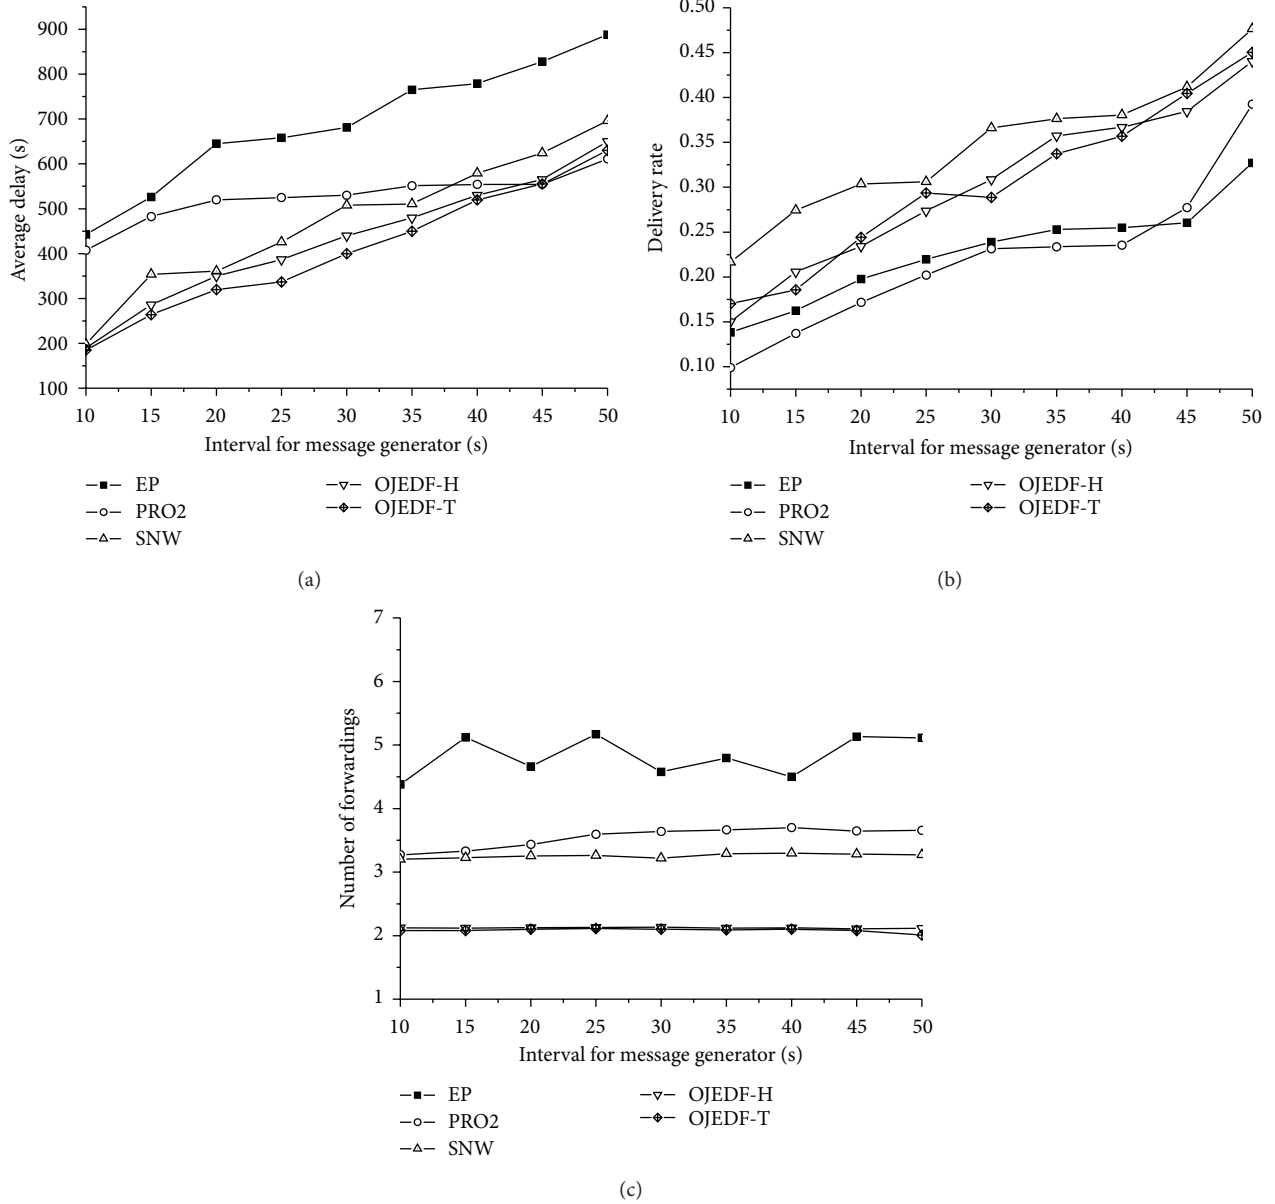 900
800
700
600
500
400
300
200
100
Average delay (s)
10 15 20 25 30 35 40 45 50
Interval for message generator (s)
EP
PRO2
SNW
OJEDF-H
OJEDF-T
(a)
0.50
0.45
0.40
0.35
0.30
0.25
0.20
0.15
0.10
Delivery rate
10 15 20 25 30 35 40 45 50
Interval for message generator (s)
EP
PRO2
SNW
OJEDF-H
OJEDF-T
(b)
7
6
5
4
3
2
1
Number of forwardings
10 15 20 25 30 35 40 45 50
Interval for message generator (s)
EP
PRO2
SNW
OJEDF-H
OJEDF-T
(c)